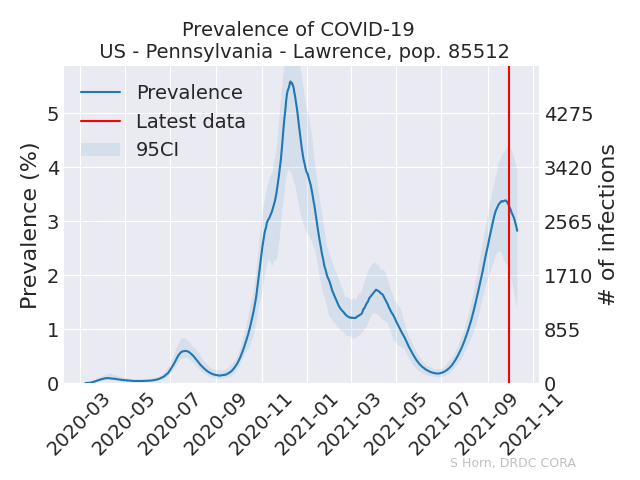 Prevalence of COVID-19
US - Pennsylvania - Lawrence, pop. 85512
Prevalence
Latest data
95CI
Prevalence (%)
5
4
3
2
1
0
4275
3420
2565
1710
855
0
# of infections
2020-03
2020-05
2020-07
2020-09
2020-11
2021-01
2021-03
2021-05
2021-07
2021-09
2021-11
S Horn, DRDC CORA